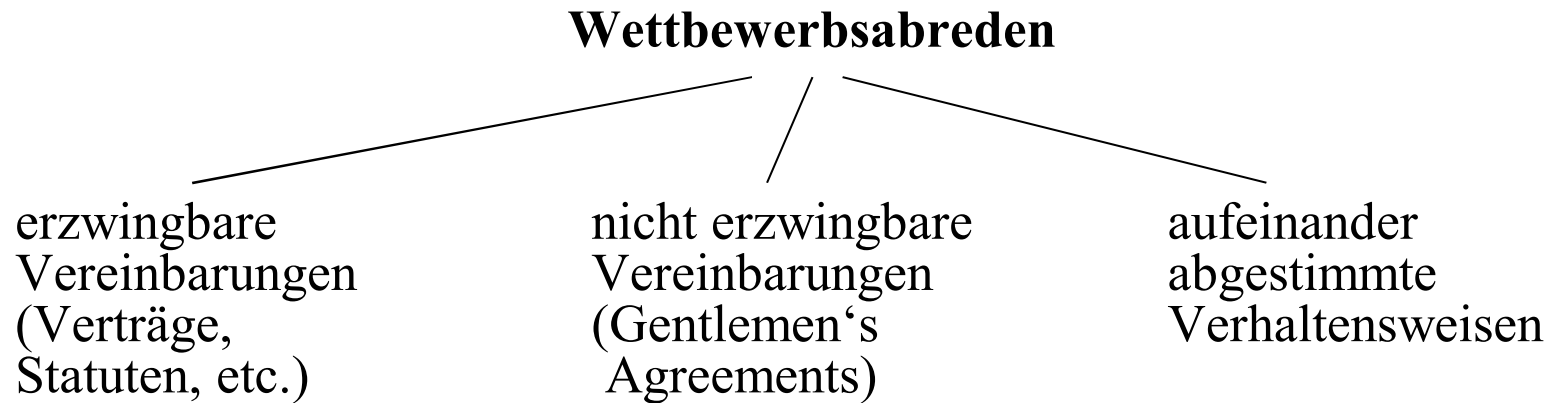 Wettbewerbsabreden
erzwingbare
Vereinbarungen
(Verträge,
Statuten, etc.)
nicht erzwingbare
Vereinbarungen
(Gentlemen‘s
Agreements)
aufeinander
abgestimmte
Verhaltensweisen